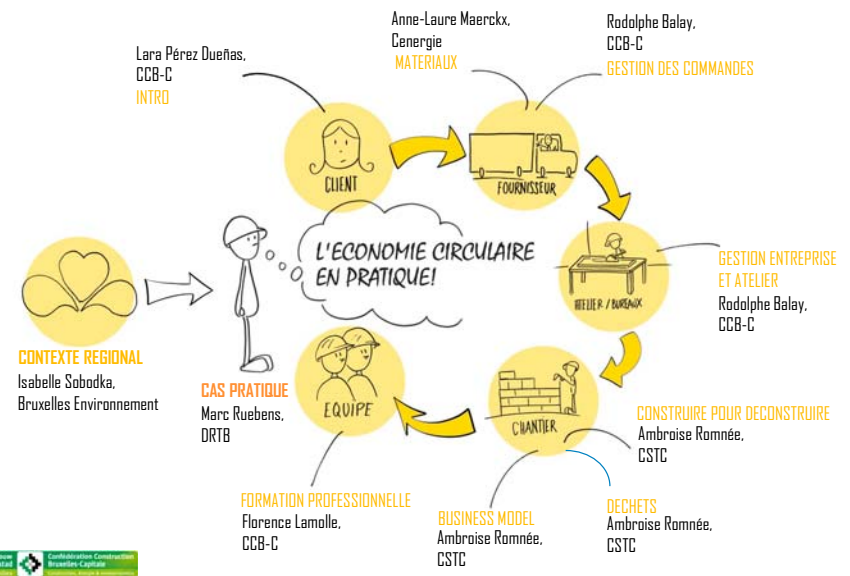 Lara Pérez Dueñas,
CCB-C
INTRO
Anne-Laure Maerckx,
Cenergie
MATERIAUX
Rodolphe Balay,
CCB-C
GESTION DES COMMANDES
CLIENT
FOURNISSEUR
L'ECONOMIE CIRCULAIRE
EN PRATIQUE!
ATELIER / BUREAUX
GESTION ENTREPRISE
ET ATELIER
Rodolphe Balay,
CCB-C
CONTEXTE REGIONAL
Isabelle Sobodka,
Bruxelles Environnement
CAS PRATIQUE
Marc Ruebens,
DRTB
EQUIPE
CHANTIER
CONSTRUIRE POUR DECONSTRUIRE
Ambroise Romnée,
CSTC
FORMATION PROFESSIONNELLE
Florence Lamolle,
CCB-C
BUSINESS MODEL
Ambroise Romnée,
CSTC
DECHETS
Ambroise Romnée,
CSTC
Confédération Construction
Bruxelles-Capitale